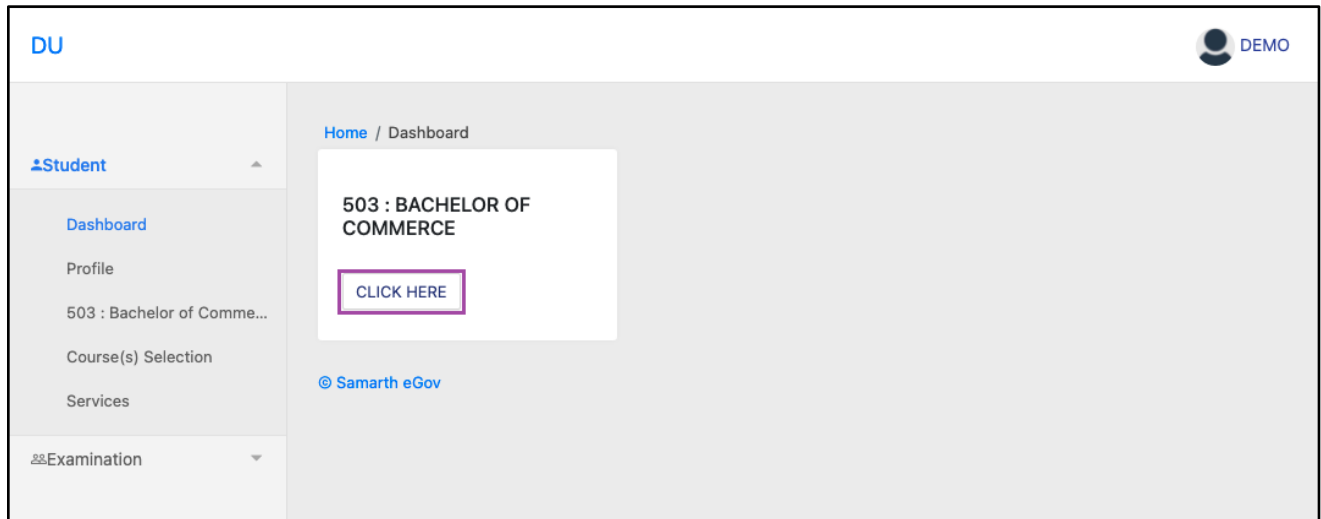 DU
DEMO
Student
Dashboard
Profile
503 : Bachelor of Comme...
Course(s) Selection
Services
Examination
Home / Dashboard
503 : BACHELOR OF
COMMERCE
CLICK HERE
© Samarth eGov